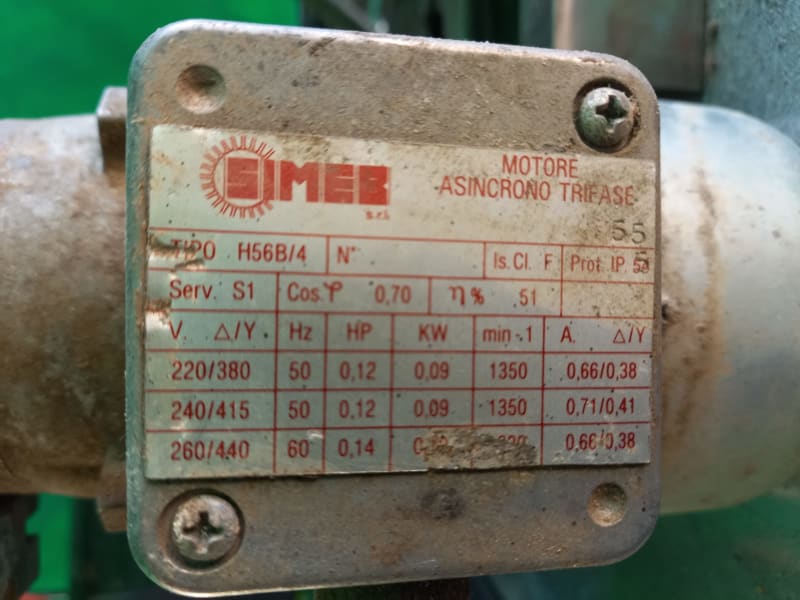 SIMEB
s.r.l.
MOTORE
ASINCRONO TRIFASE
55
TIPO H56B/4 N° Is. Cl. F Prot. IP 55
5
Serv. S1 Cos φ 0,70 η % 51
V. △/Y Hz HP KW min -1 A. △/Y
220/380 50 0,12 0,09 1350 0,66/0,38
240/415 50 0,12 0,09 1350 0,71/0,41
260/440 60 0,14 0,66/0,38